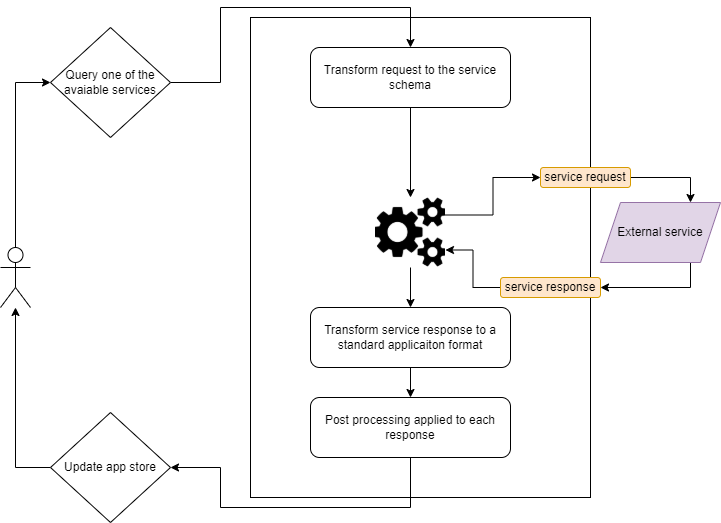 Query one of the
avaiable services
Transform request to the service
schema
service request
External service
service response
Transform service response to a
standard applicaiton format
Post processing applied to each
response
Update app store